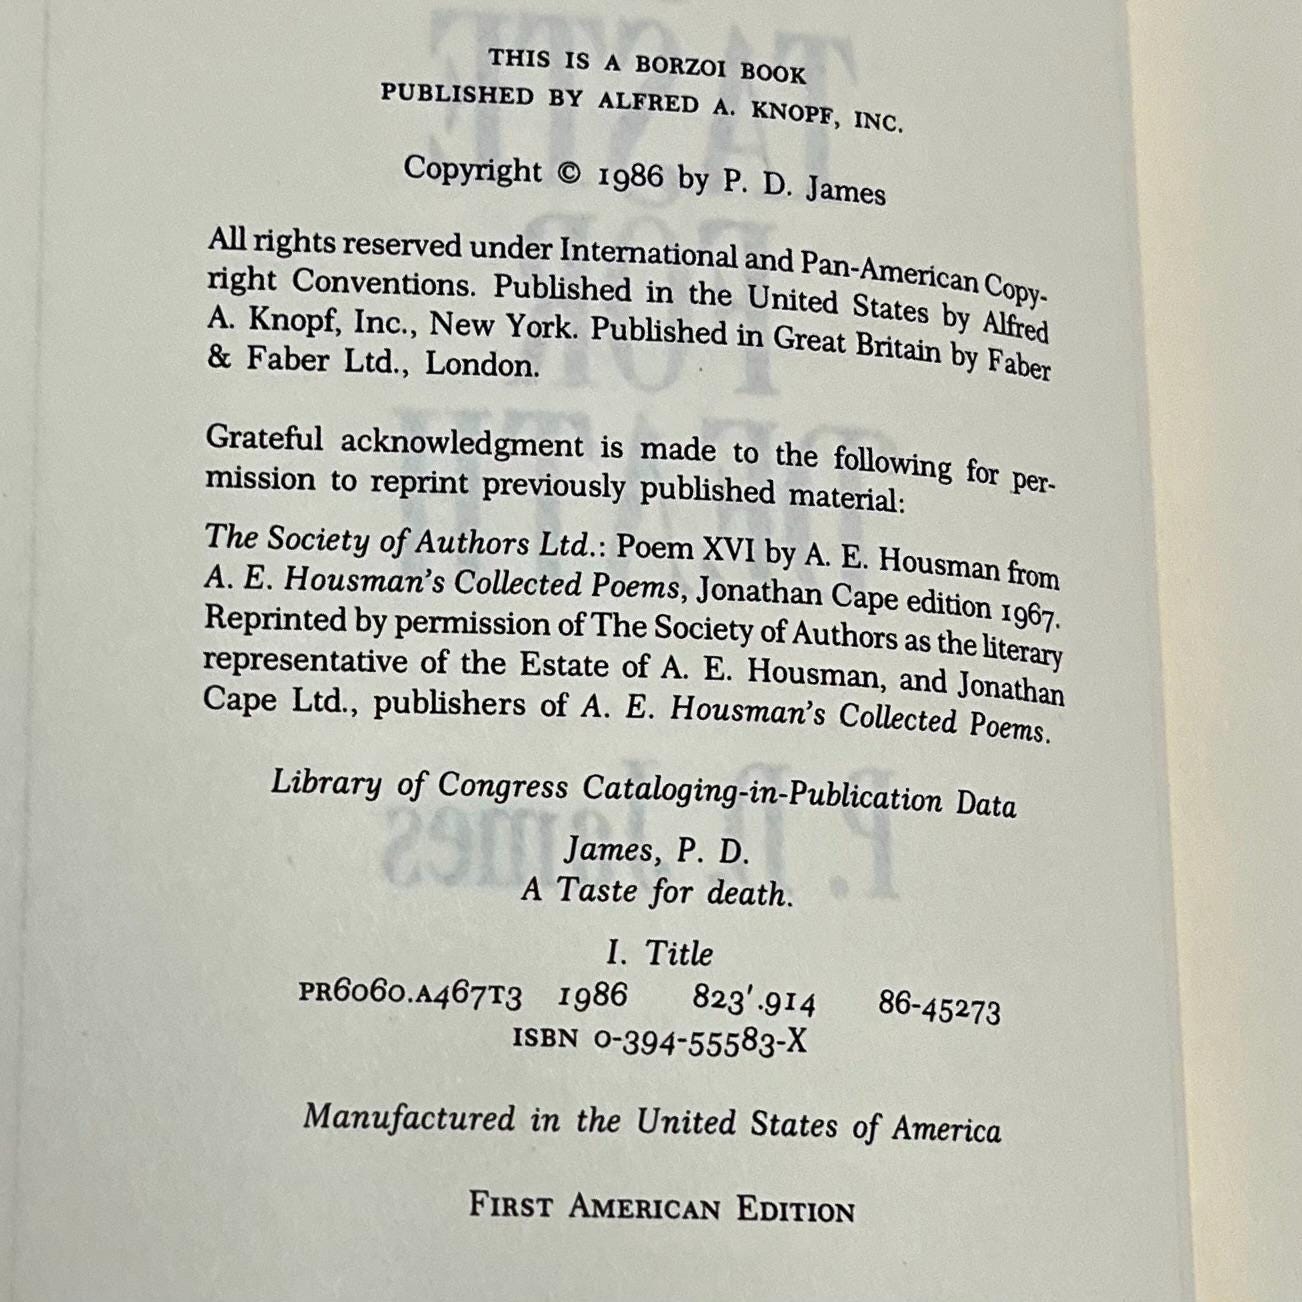 THIS IS A BORZOI BOOK
PUBLISHED BY ALFRED A. KNOPF, INC.
Copyright © 1986 by P. D. James
All rights reserved under International and Pan-American Copy-
right Conventions. Published in the United States by Alfred
A. Knopf, Inc., New York. Published in Great Britain by Faber
& Faber Ltd., London.
Grateful acknowledgment is made to the following for per-
mission to reprint previously published material:
The Society of Authors Ltd.: Poem XVI by A. E. Housman from
A. E. Housman's Collected Poems, Jonathan Cape edition 1967.
Reprinted by permission of The Society of Authors as the literary
representative of the Estate of A. E. Housman, and Jonathan
Cape Ltd., publishers of A. E. Housman's Collected Poems.
Library of Congress Cataloging-in-Publication Data
James, P. D.
A Taste for death.
I. Title
PR6060.A467T3 1986 823'.914 86-45273
ISBN 0-394-55583-X
Manufactured in the United States of America
FIRST AMERICAN EDITION